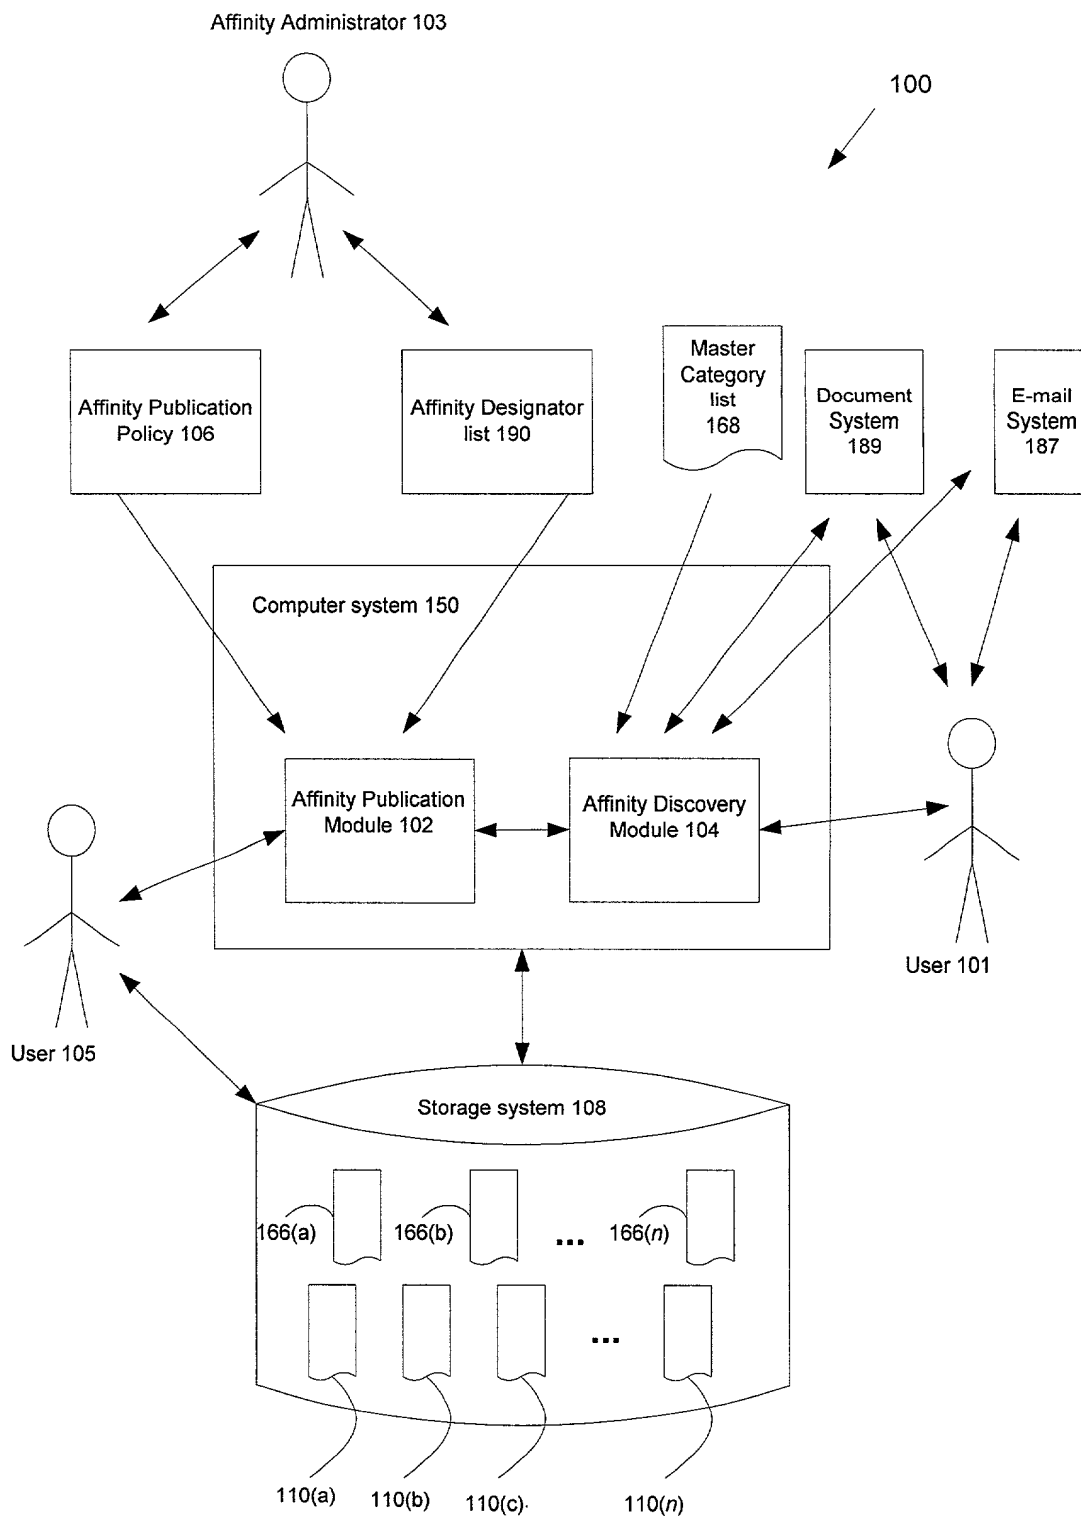 Affinity Administrator 103
100
Affinity Publication
Policy 106
Affinity Designator
list 190
Master
Category
list
168
Document
System
189
E-mail
System
187
Computer system 150
Affinity Publication
Module 102
Affinity Discovery
Module 104
User 101
User 105
Storage system 108
166(a)
166(b)
...
166(n)
...
110(a)
110(b)
110(c).
110(n)